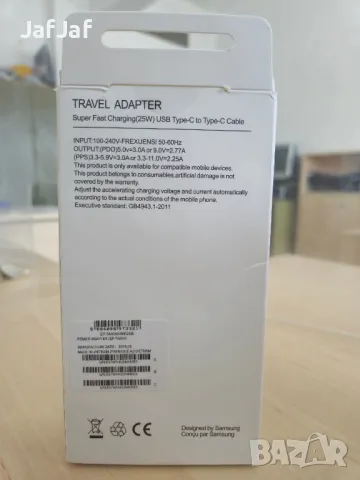 Jaf Jaf
TRAVEL ADAPTER
Super Fast Charging(25W) USB Type-C to Type-C Cable
INPUT:100-240V-FREXUENSI 50-60Hz
OUTPUT:(PDO)5.0v=3.0A or 9.0V=2.77A
(PPS)3.3-5.9V=3.0A or 3.3-11.0V=2.25A
This product is only available for compatible mobile devices.
This product belongs to consumables.artificial damage is not
covered by the warranty.
Adjust the accelerating charging voltage and current automatically
according to the actual conditions of the mobile phone.
Executive standard: GB4943.1-2011
Designed by Samsung
Conçu par Samsung
CE
bazar
БГ